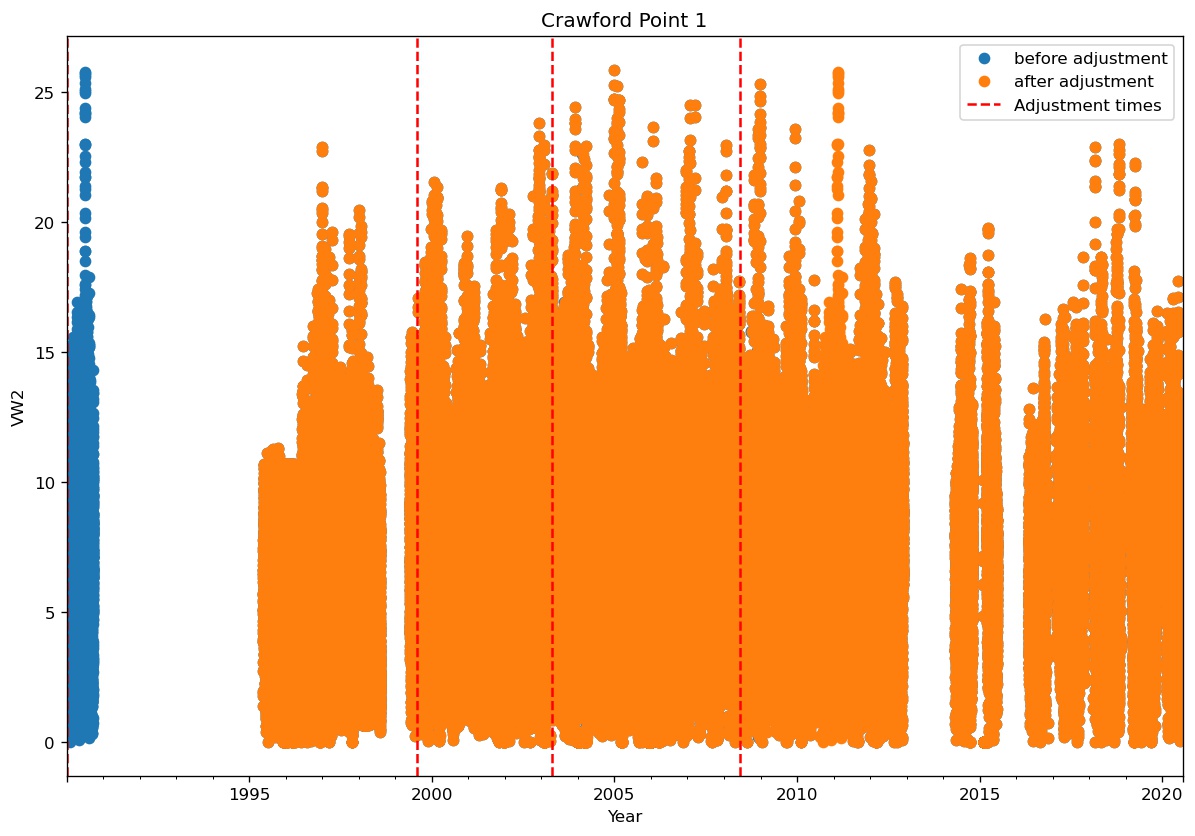 Crawford Point 1
before adjustment
after adjustment
Adjustment times
VW2
25
20
15
10
5
0
1995 2000 2005 2010 2015 2020
Year